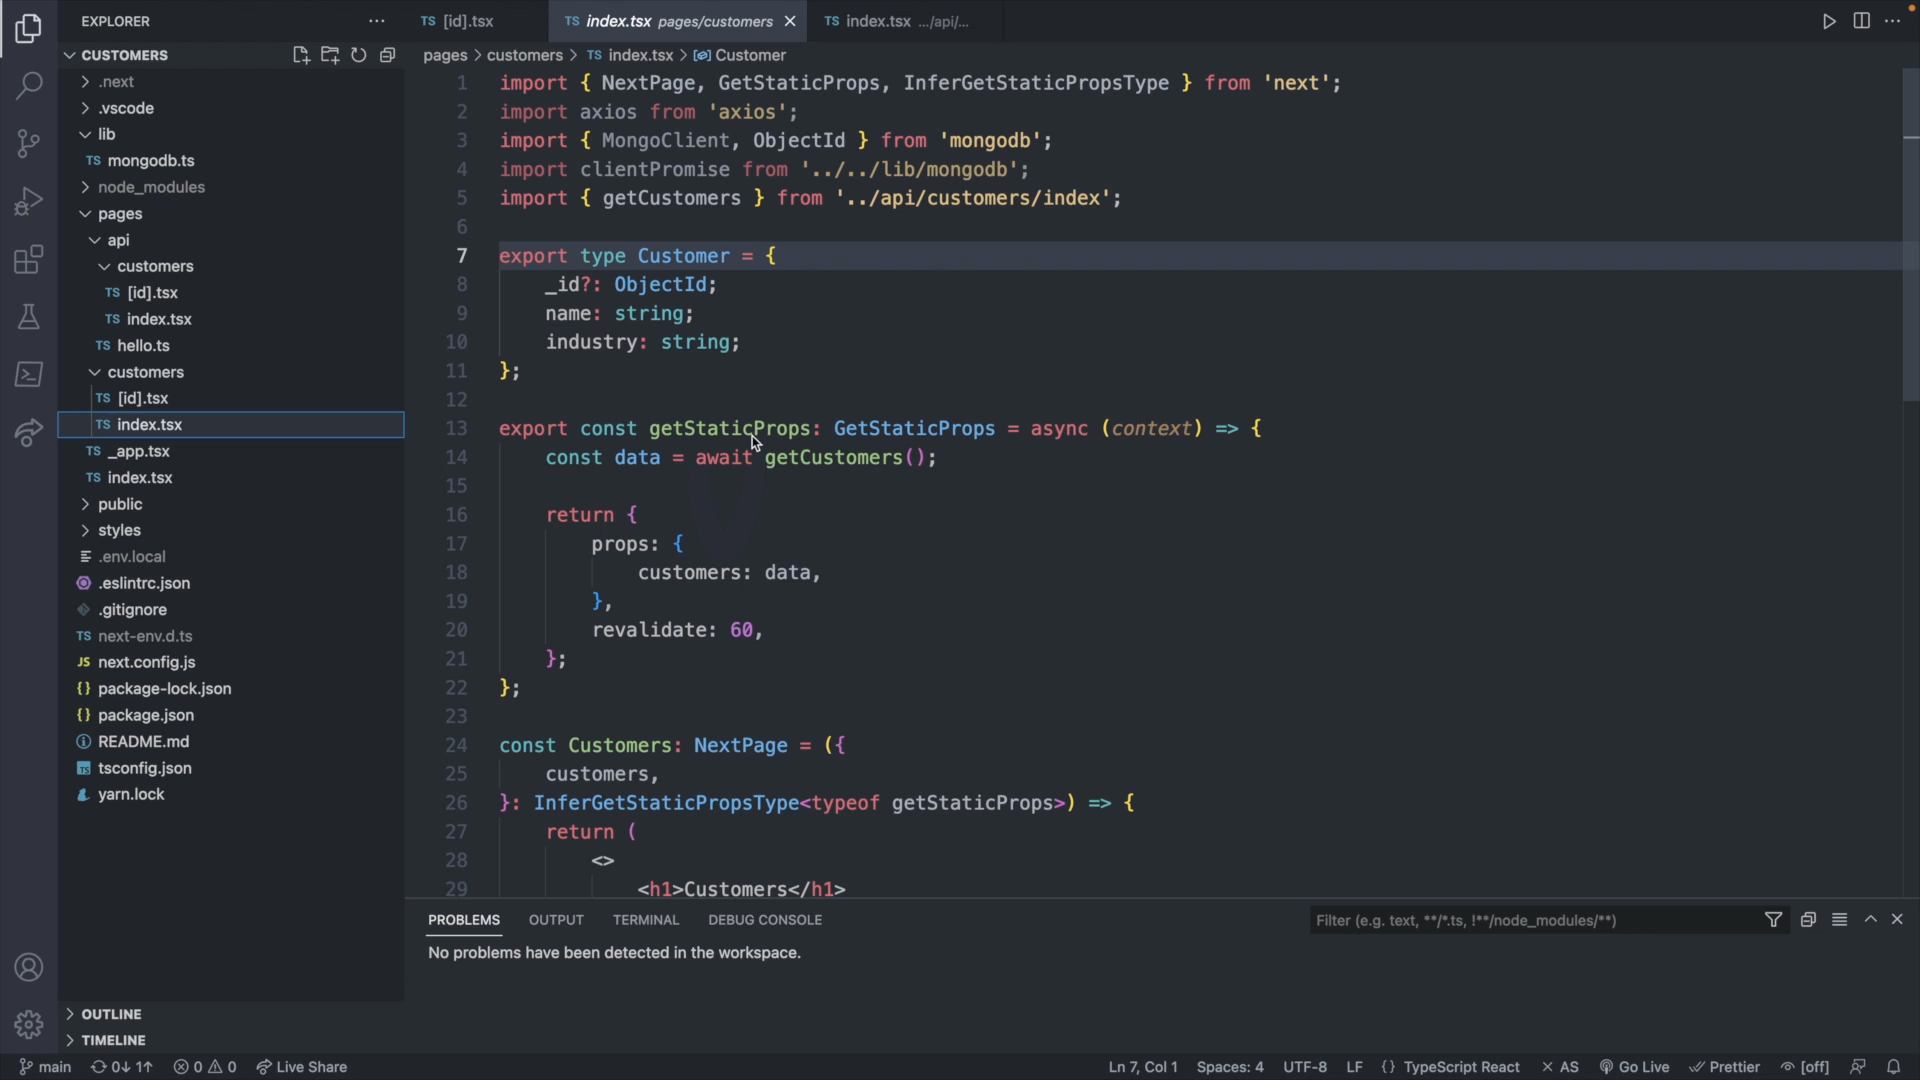 EXPLORER
CUSTOMERS
.next
.vscode
lib
TS mongodb.ts
node_modules
pages
api
customers
TS [id].tsx
TS index.tsx
TS hello.ts
customers
TS [id].tsx
TS index.tsx
TS _app.tsx
TS index.tsx
public
styles
.env.local
.eslintrc.json
.gitignore
TS next-env.d.ts
JS next.config.js
{} package-lock.json
{} package.json
README.md
TS tsconfig.json
yarn.lock
OUTLINE
TIMELINE
TS [id].tsx
TS index.tsx pages/customers
TS index.tsx .../api/...
pages > customers > TS index.tsx > Customer
1 import { NextPage, GetStaticProps, InferGetStaticPropsType } from 'next';
2 import axios from 'axios';
3 import { MongoClient, ObjectId } from 'mongodb';
4 import clientPromise from '../../lib/mongodb';
5 import { getCustomers } from '../api/customers/index';
6
7 export type Customer = {
8 _id?: ObjectId;
9 name: string;
10 industry: string;
11 };
12
13 export const getStaticProps: GetStaticProps = async (context) => {
14 const data = await getCustomers();
15
16 return {
17 props: {
18 customers: data,
19 },
20 revalidate: 60,
21 };
22 };
23
24 const Customers: NextPage = ({
25 customers,
26 }: InferGetStaticPropsType<typeof getStaticProps>) => {
27 return (
28 <>
29 <h1>Customers</h1>
PROBLEMS OUTPUT TERMINAL DEBUG CONSOLE
Filter (e.g. text, **/*.ts, !**/node_modules/**)
No problems have been detected in the workspace.
main 0↓ 1↑ 0 0 Live Share
Ln 7, Col 1 Spaces: 4 UTF-8 LF {} TypeScript React × AS Go Live Prettier [off]